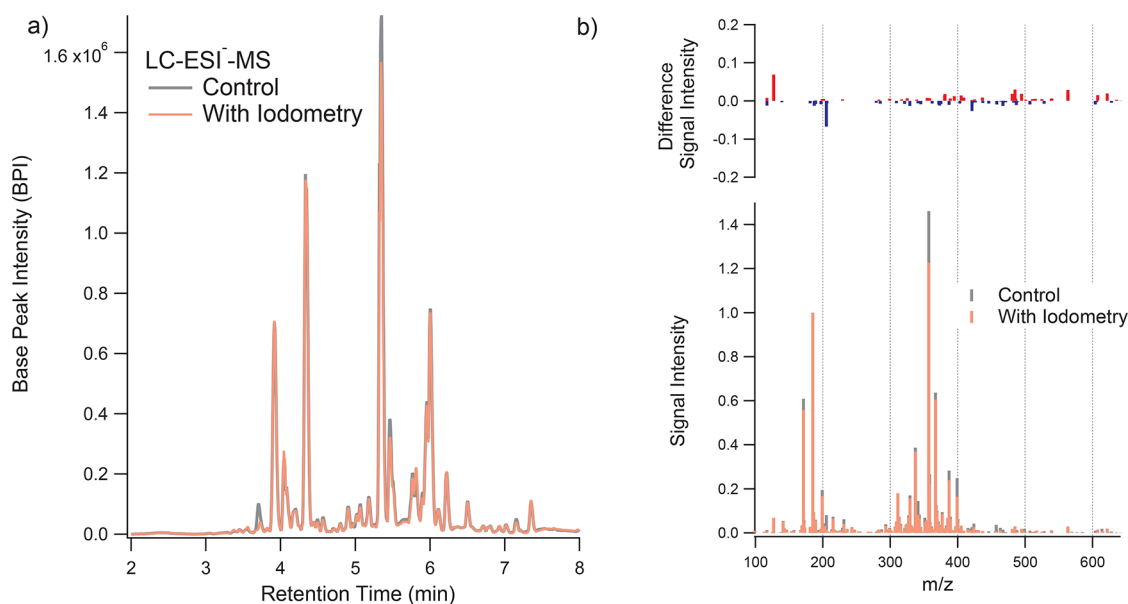 a)
LC-ESI⁻-MS
Control
With Iodometry
Base Peak Intensity (BPI)
1.6 x10⁶
1.4
1.2
1.0
0.8
0.6
0.4
0.2
0.0
2 3 4 5 6 7 8
Retention Time (min)
b)
Difference
Signal Intensity
0.2
0.1
0.0
-0.1
-0.2
Signal Intensity
1.4
1.2
1.0
0.8
0.6
0.4
0.2
0.0
Control
With Iodometry
100 200 300 400 500 600
m/z